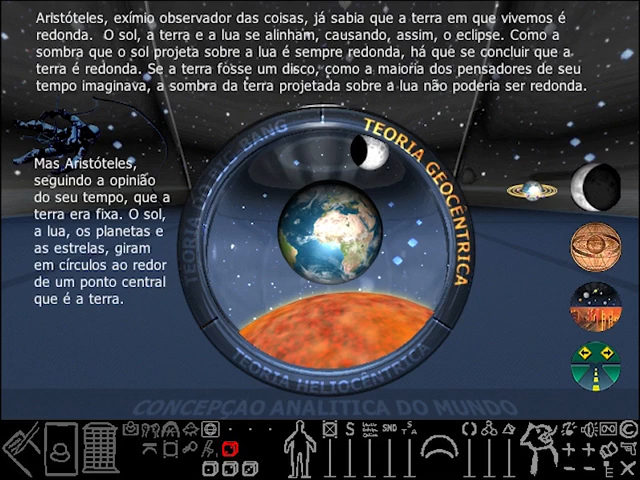 Aristóteles, exímio observador das coisas, já sabia que a terra em que vivemos é
redonda.  O sol, a terra e a lua se alinham, causando, assim, o eclipse. Como a
sombra que o sol projeta sobre a lua é sempre redonda, há que se concluir que a
terra é redonda. Se a terra fosse um disco, como a maioria dos pensadores de seu
tempo imaginava, a sombra da terra projetada sobre a lua não poderia ser redonda.
Mas Aristóteles,
seguindo a opinião
do seu tempo, que a
terra era fixa. O sol,
a lua, os planetas e
as estrelas, giram
em círculos ao redor
de um ponto central
que é a terra.
BANG
TEORIA GEOCÊNTRICA
TEORIA HELIOCÊNTRICA
CONCEPÇAO ANALITICA DO MUNDO
S
SND